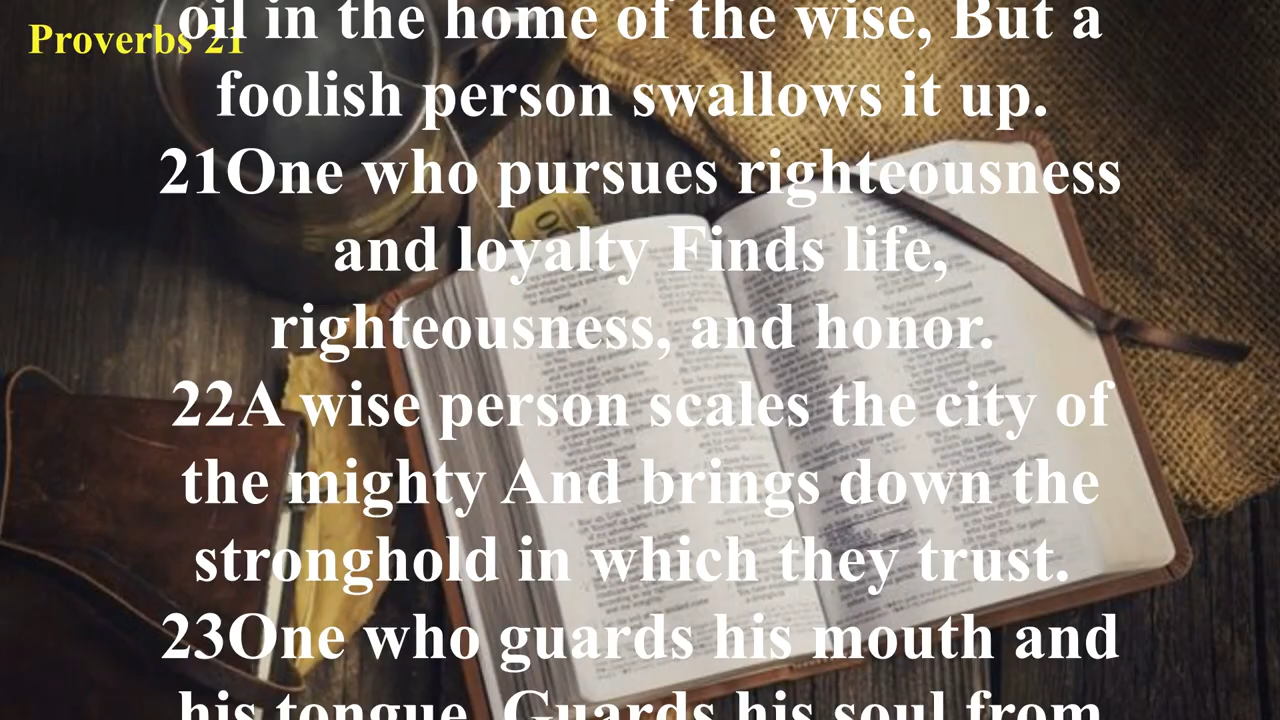 Proverbs 21
oil in the home of the wise, But a
foolish person swallows it up.
21One who pursues righteousness
and loyalty Finds life,
righteousness, and honor.
22A wise person scales the city of
the mighty And brings down the
stronghold in which they trust.
23One who guards his mouth and
his tongue, Guards his soul from